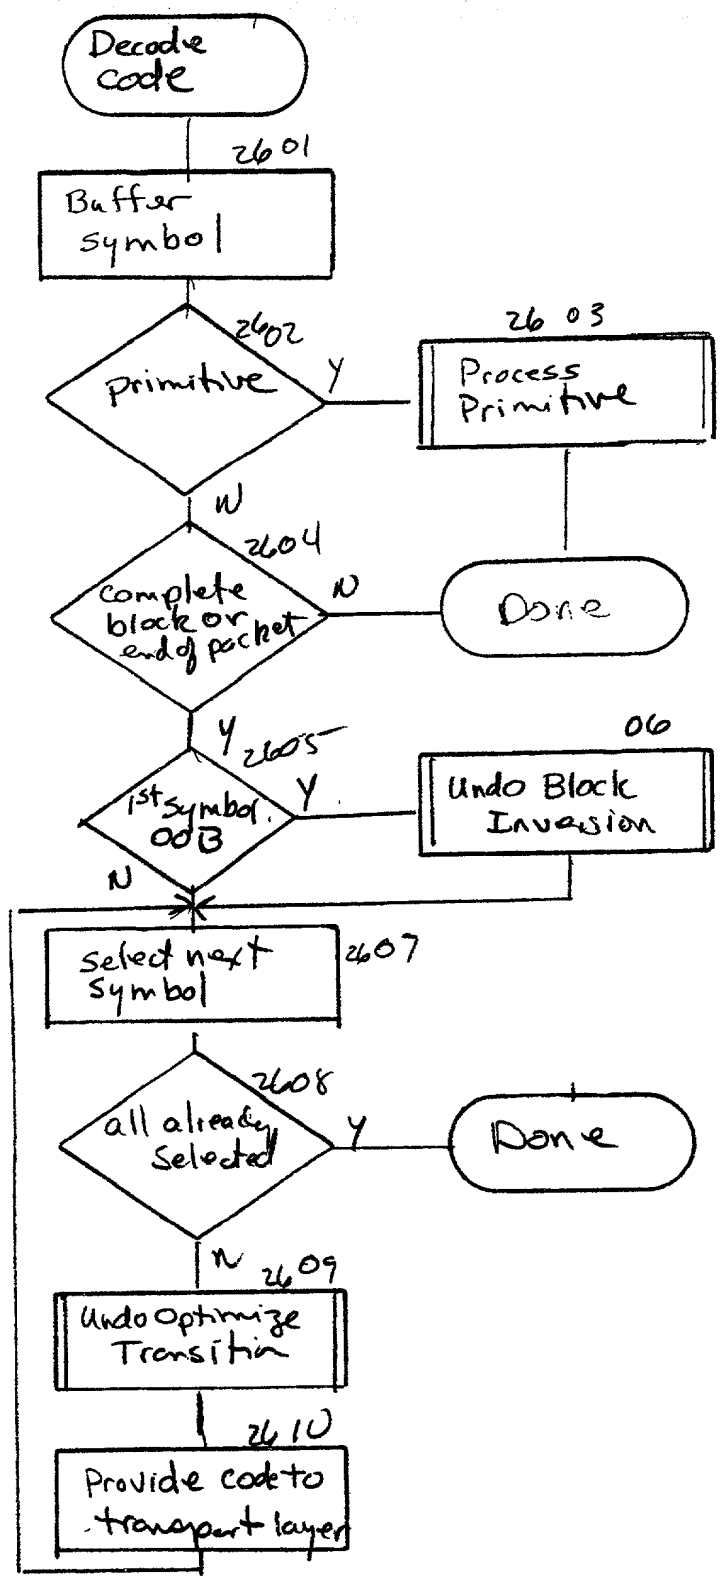 Decode
code
2601
Buffer
symbol
2602
primitive
Y
2603
Process
Primitive
N
2604
complete
block or
end of packet
N
Done
Y
2605
1st symbol
OOB
Y
06
Undo Block
Inversion
N
select next
symbol
2607
2608
all already
selected
Y
Done
N
2609
Undo Optimize
Transition
2610
Provide code to
transport layer